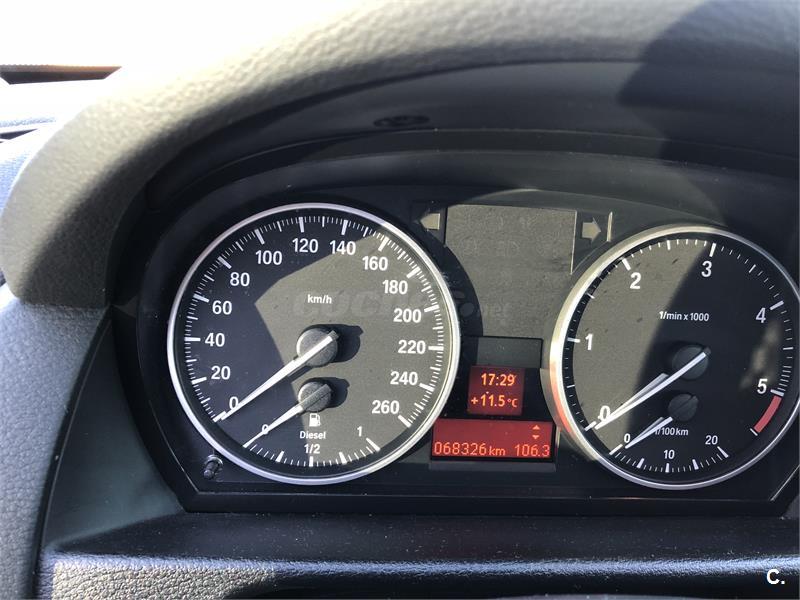 120 140
100 160
80 180
60 200
40 220
20 240
0 260
km/h
0 1/2 1
Diesel
17:29
+11.5°C
068326km 106.3
0 1 2 3 4 5
1/min x 1000
0 10 20
l/100km
C.